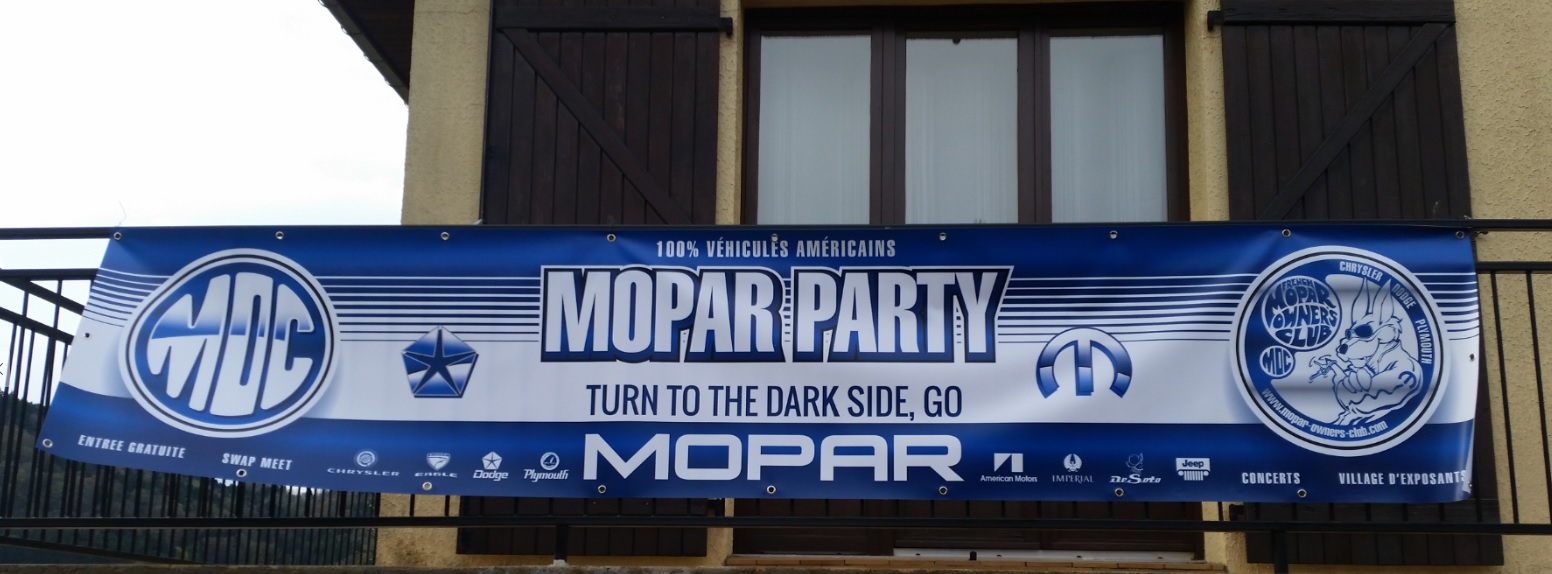 100% VÉHICULES AMÉRICAINS
MOPAR PARTY
TURN TO THE DARK SIDE, GO
MOPAR
MOC
FRENCH
MOPAR
OWNERS
CLUB
MOC
CHRYSLER DODGE PLYMOUTH
www.mopar-owners-club.com
ENTREE GRATUITE
SWAP MEET
CHRYSLER
EAGLE
Dodge
Plymouth
American Motors
IMPERIAL
DeSoto
Jeep
CONCERTS
VILLAGE D'EXPOSANTS